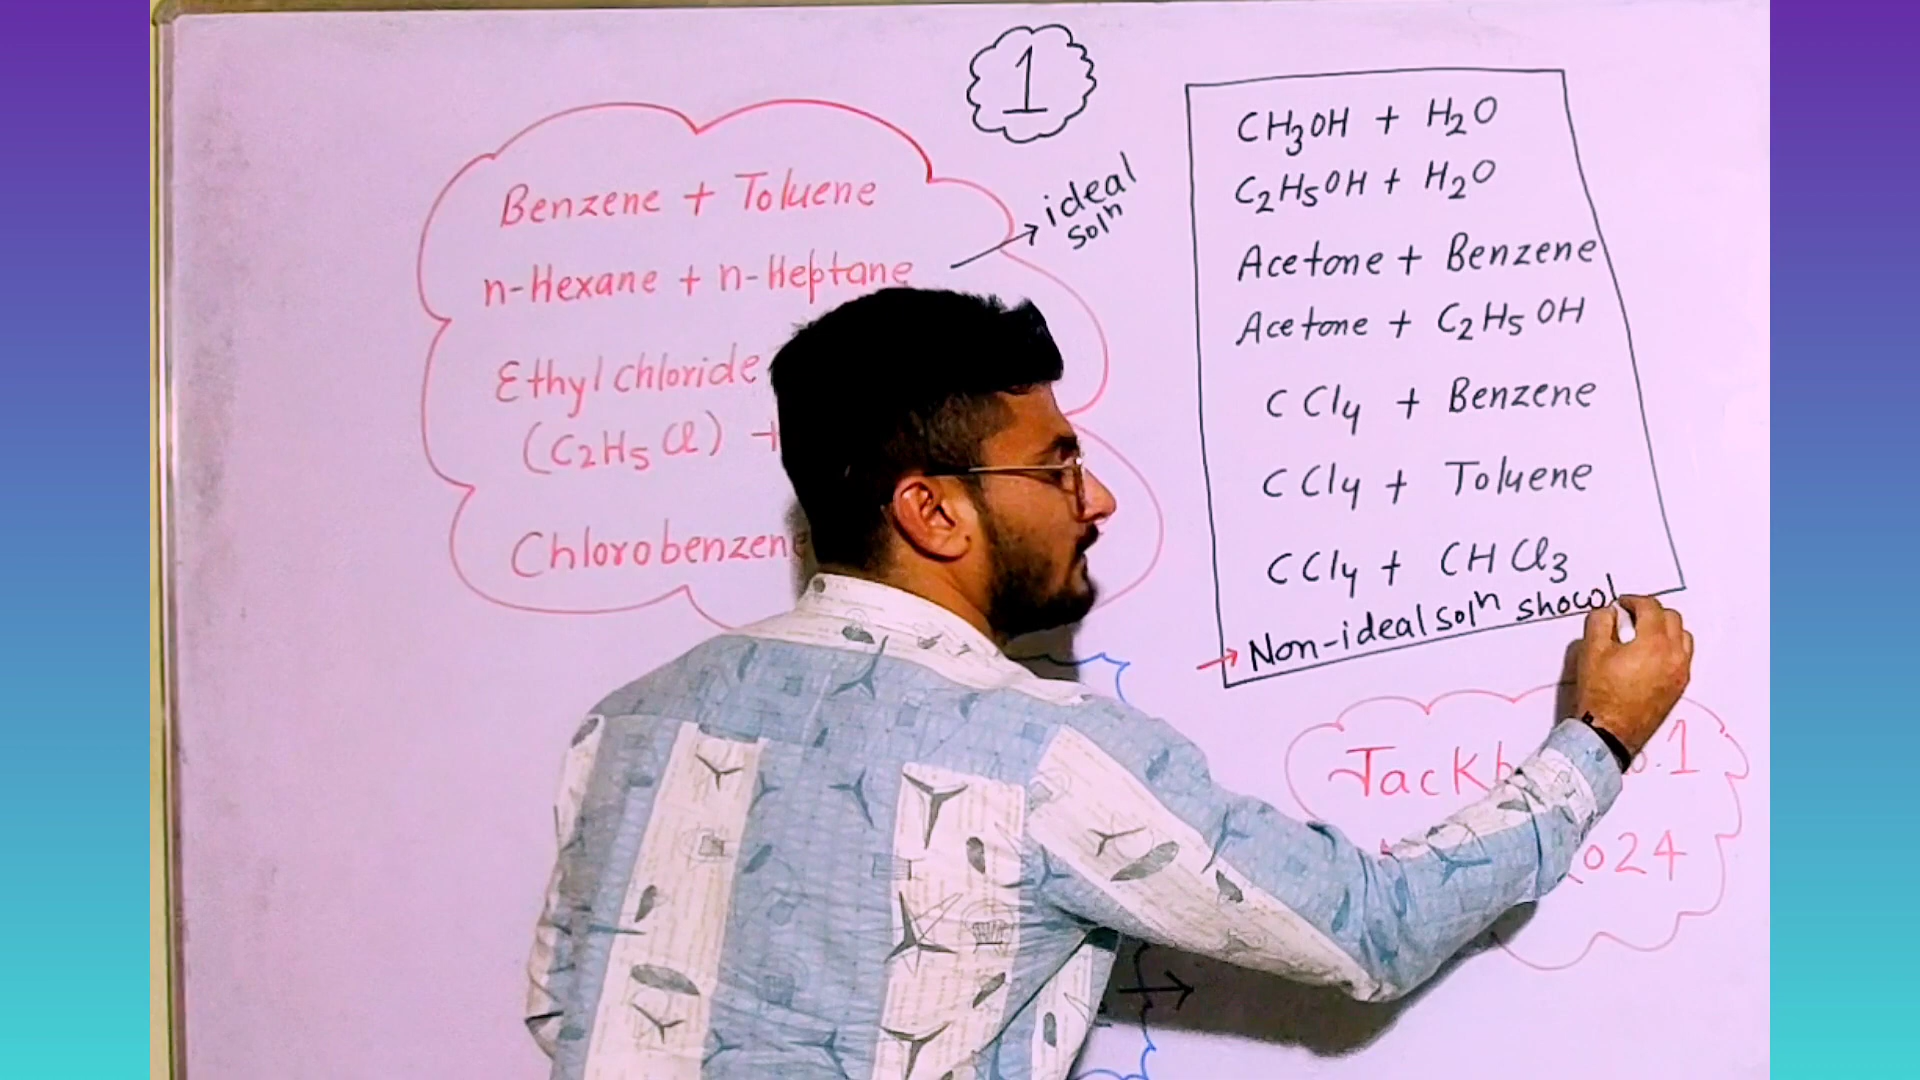 1
Benzene + Toluene
n-Hexane + n-Heptane
Ethyl chloride
(C2H5Cl) +
Chlorobenzene
ideal
solⁿ
CH3OH + H2O
C2H5OH + H2O
Acetone + Benzene
Acetone + C2H5OH
CCl4 + Benzene
CCl4 + Toluene
CCl4 + CHCl3
→ Non-ideal solⁿ
.1
024